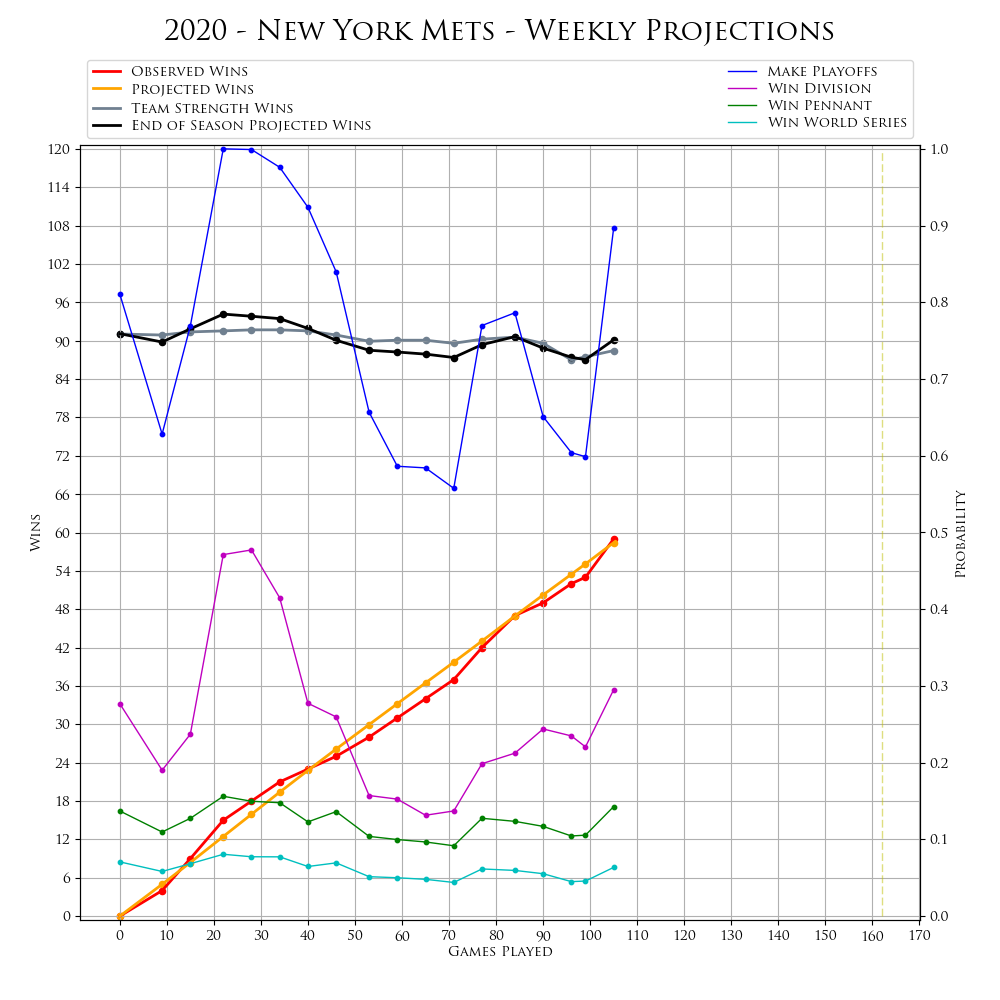 2020 - New York Mets - Weekly Projections
Observed Wins
Projected Wins
Team Strength Wins
End of Season Projected Wins
Make Playoffs
Win Division
Win Pennant
Win World Series
120
114
108
102
96
90
84
78
72
66
60
54
48
42
36
30
24
18
12
6
0
Wins
1.0
0.9
0.8
0.7
0.6
0.5
0.4
0.3
0.2
0.1
0.0
Probability
0 10 20 30 40 50 60 70 80 90 100 110 120 130 140 150 160 170
Games Played